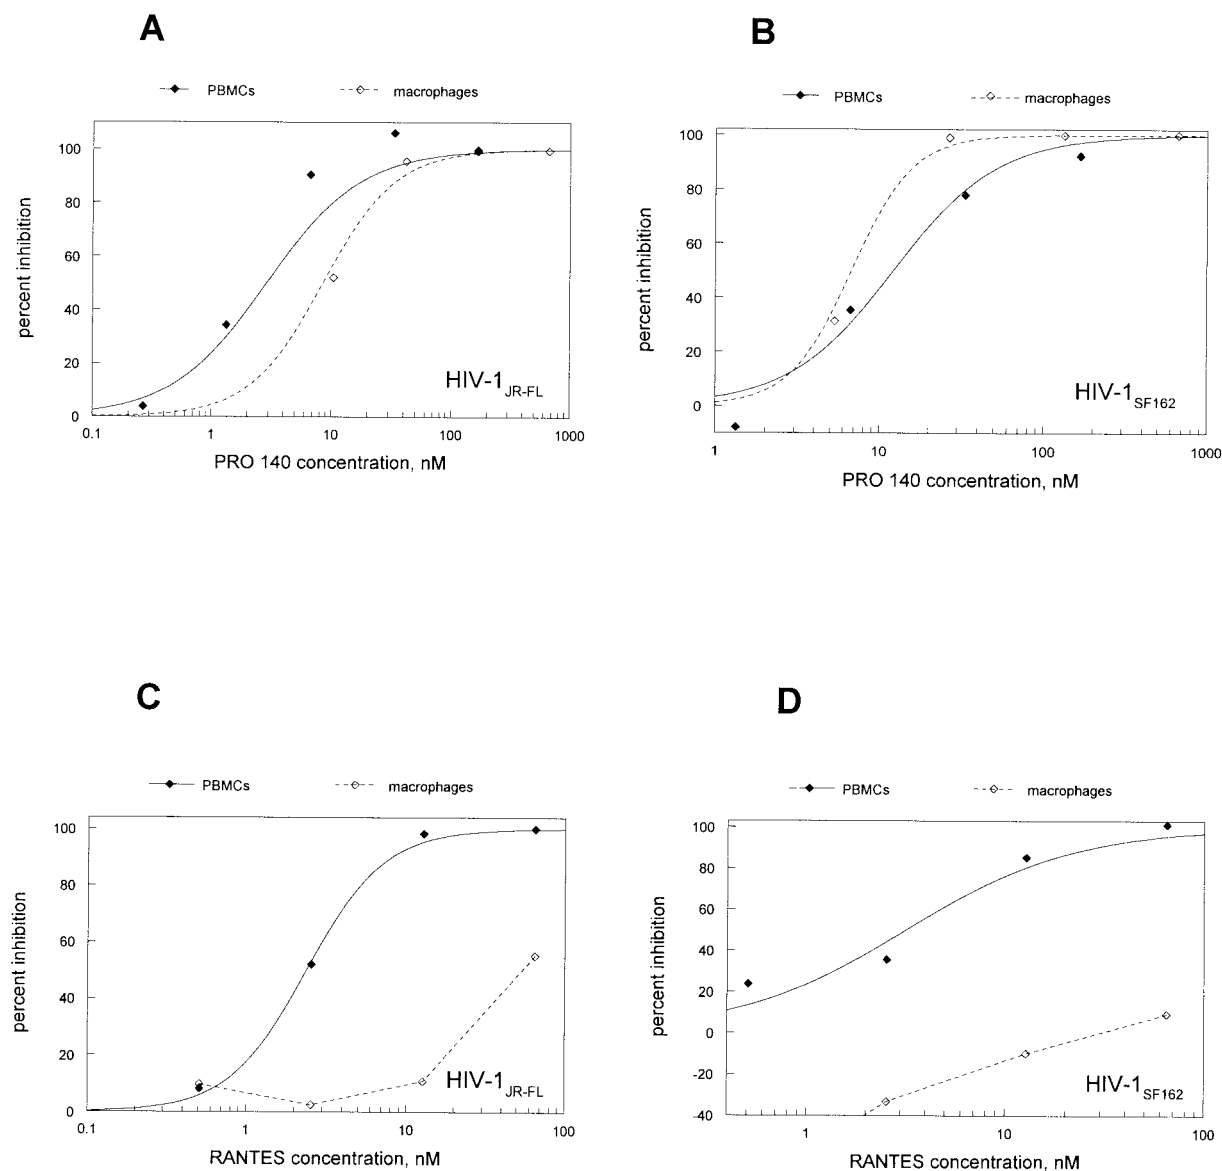 A
PBMCs macrophages
100
80
60
40
20
0
percent inhibition
HIV-1JR-FL
0.1 1 10 100 1000
PRO 140 concentration, nM
B
PBMCs macrophages
100
80
60
40
20
0
percent inhibition
HIV-1SF162
1 10 100 1000
PRO 140 concentration, nM
C
PBMCs macrophages
100
80
60
40
20
0
percent inhibition
HIV-1JR-FL
0.1 1 10 100
RANTES concentration, nM
D
PBMCs macrophages
100
80
60
40
20
0
-20
-40
percent inhibition
HIV-1SF162
1 10 100
RANTES concentration, nM